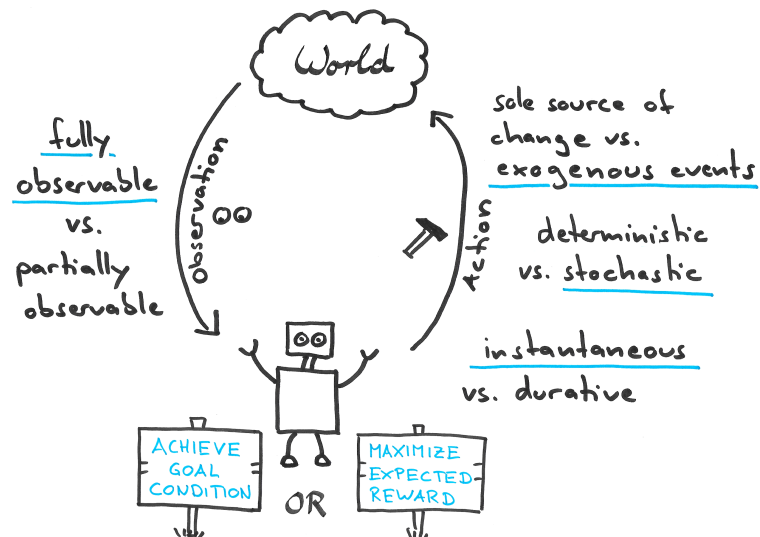 World
fully
observable
vs.
partially
observable
Observation
Action
sole source of
change vs.
exogenous events
deterministic
vs. stochastic
instantaneous
vs. durative
ACHIEVE
GOAL
CONDITION
OR
MAXIMIZE
EXPECTED
REWARD